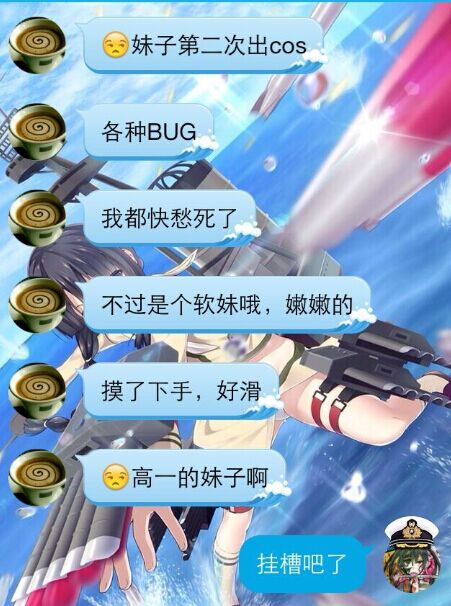 😒妹子第二次出cos
各种BUG
我都快愁死了
不过是个软妹哦，嫩嫩的
摸了下手，好滑
😒高一的妹子啊
挂槽吧了